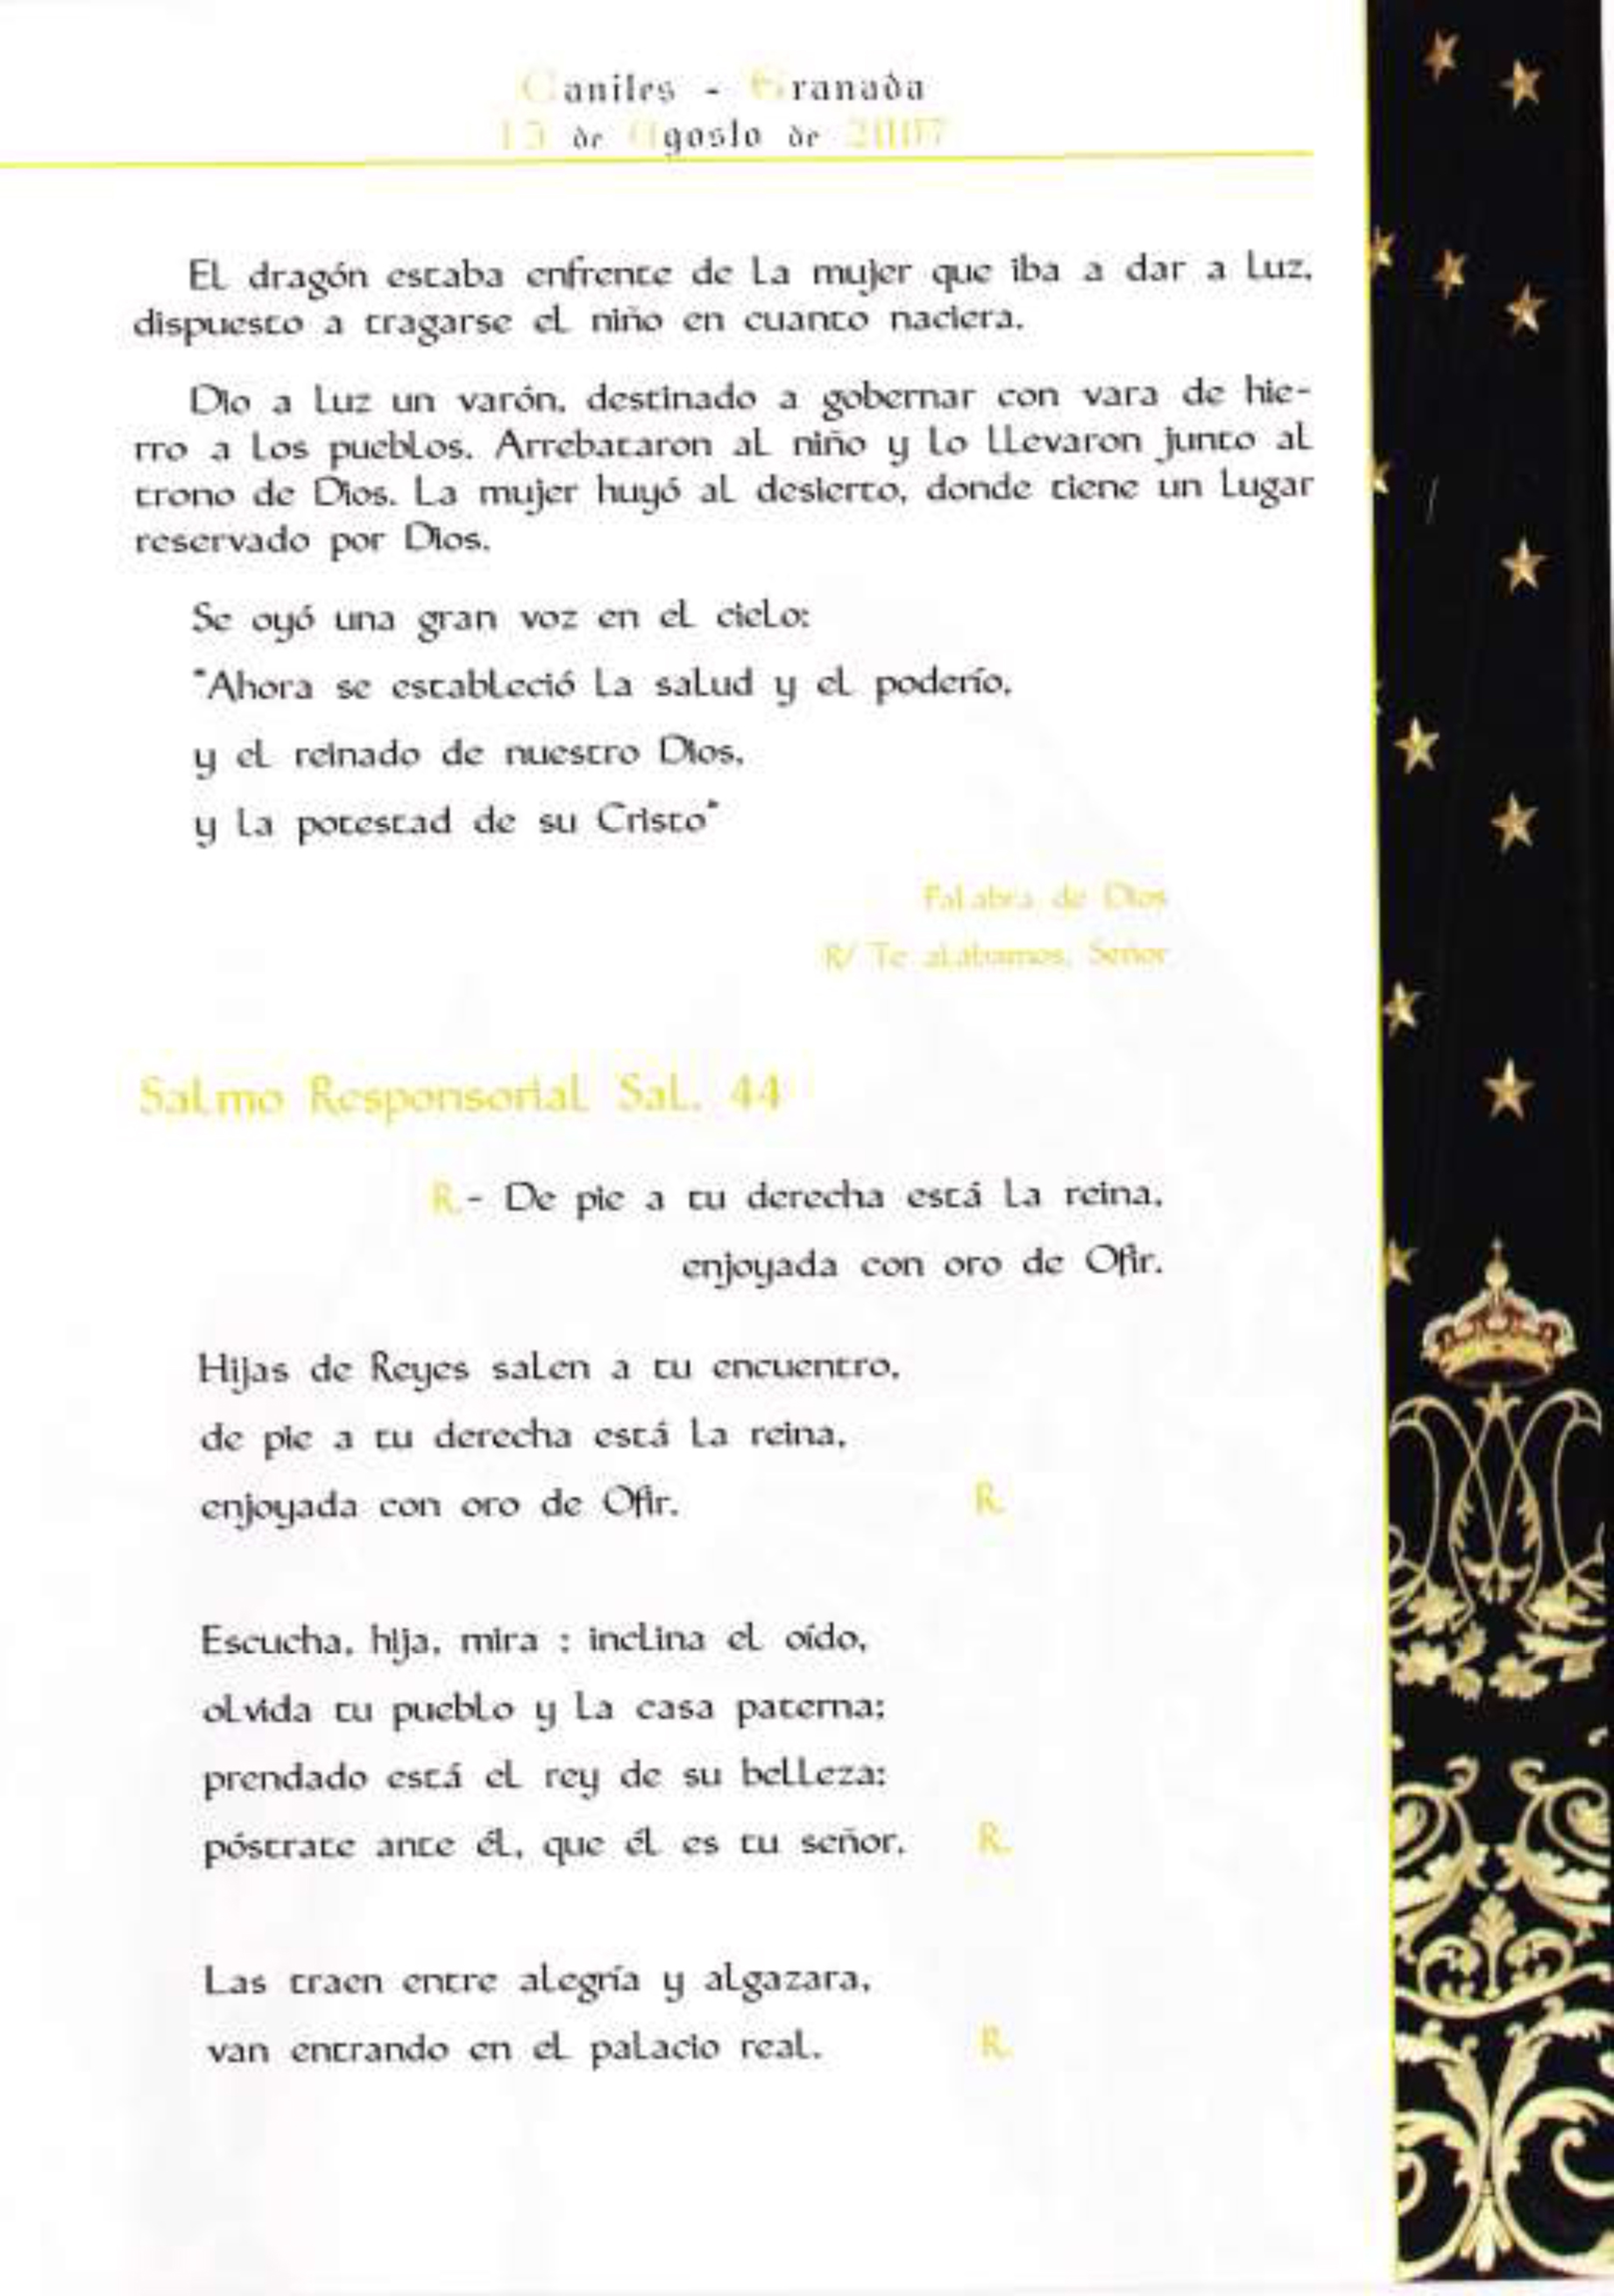 Caniles - Granada
15 de Agosto de 2007
El dragón estaba enfrente de la mujer que iba a dar a luz,
dispuesto a tragarse el niño en cuanto naciera.
Dio a luz un varón, destinado a gobernar con vara de hie-
rro a los pueblos. Arrebataron al niño y lo llevaron junto al
trono de Dios. La mujer huyó al desierto, donde tiene un lugar
reservado por Dios.
Se oyó una gran voz en el cielo:
"Ahora se estableció la salud y el poderío,
y el reinado de nuestro Dios,
y la potestad de su Cristo"
Palabra de Dios
R/ Te alabamos, Señor
Salmo Responsorial Sal. 44
R.- De pie a tu derecha está la reina,
enjoyada con oro de Ofir.
Hijas de Reyes salen a tu encuentro,
de pie a tu derecha está la reina,
enjoyada con oro de Ofir. R.
Escucha, hija, mira : inclina el oído,
olvida tu pueblo y la casa paterna;
prendado está el rey de su belleza:
póstrate ante él, que él es tu señor. R.
Las traen entre alegría y algazara,
van entrando en el palacio real. R.